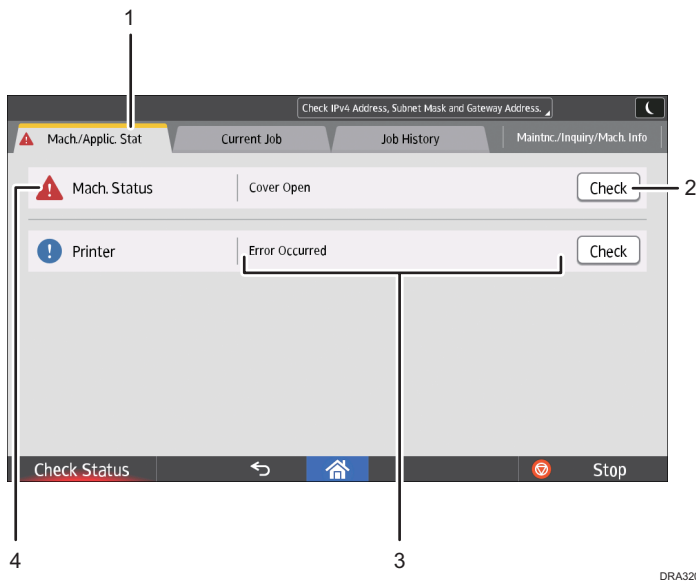 1
Check IPv4 Address, Subnet Mask and Gateway Address.
Mach./Applic. Stat
Current Job
Job History
Maintnc./Inquiry/Mach. Info
Mach. Status
Cover Open
Check
2
Printer
Error Occurred
Check
Check Status
Stop
4
3